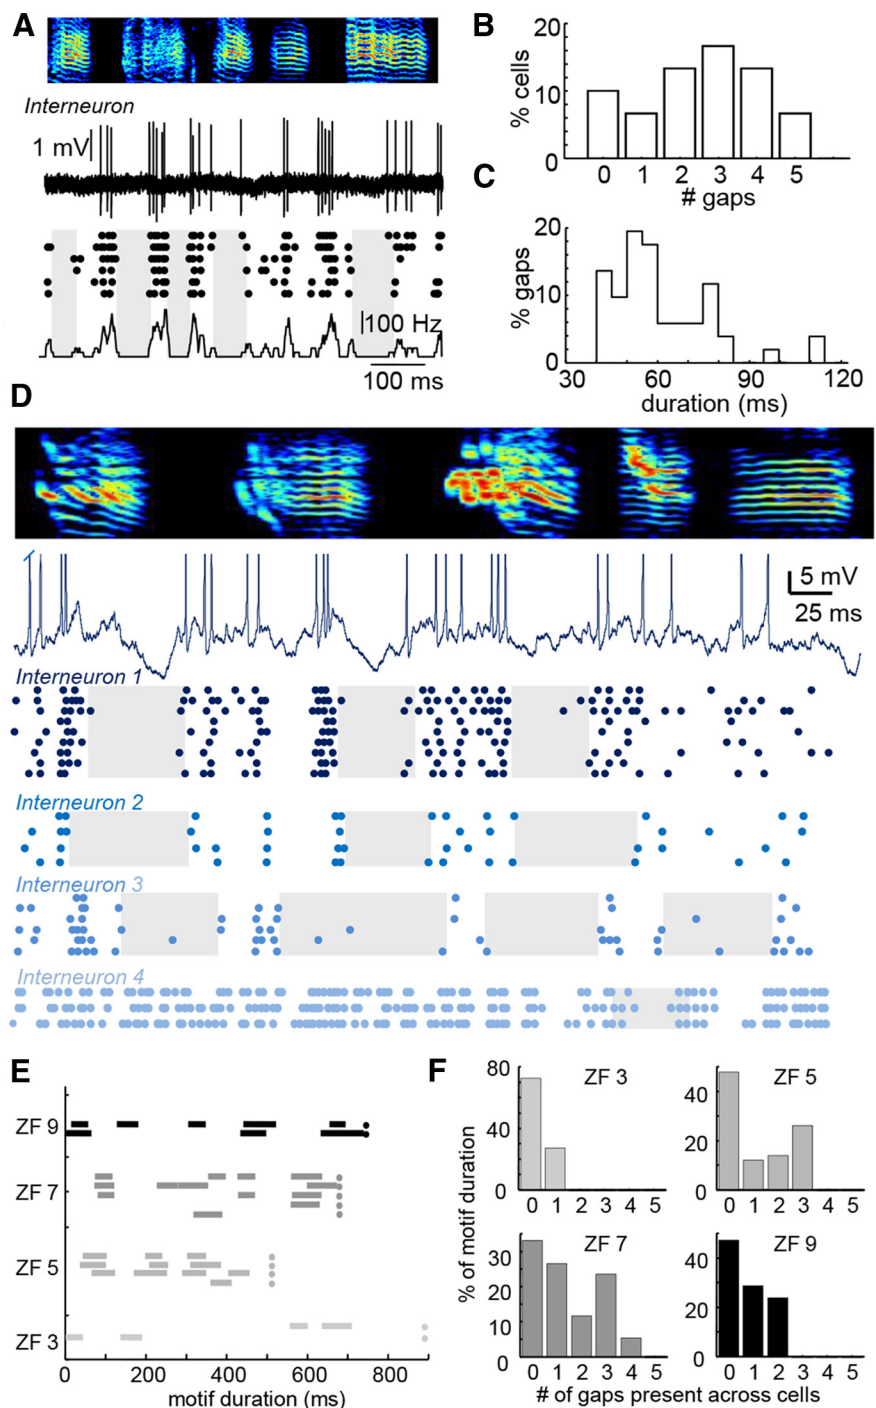 A
Interneuron
1 mV
100 Hz
100 ms
B
% cells
20
10
0
0 1 2 3 4 5
# gaps
C
% gaps
20
10
0
30 60 90 120
duration (ms)
D
5 mV
25 ms
Interneuron 1
Interneuron 2
Interneuron 3
Interneuron 4
E
ZF 9
ZF 7
ZF 5
ZF 3
0 200 400 600 800
motif duration (ms)
F
% of motif duration
ZF 3
80
40
0
0 1 2 3 4 5
ZF 5
40
20
0
0 1 2 3 4 5
ZF 7
30
20
10
0
0 1 2 3 4 5
ZF 9
40
20
0
0 1 2 3 4 5
# of gaps present across cells